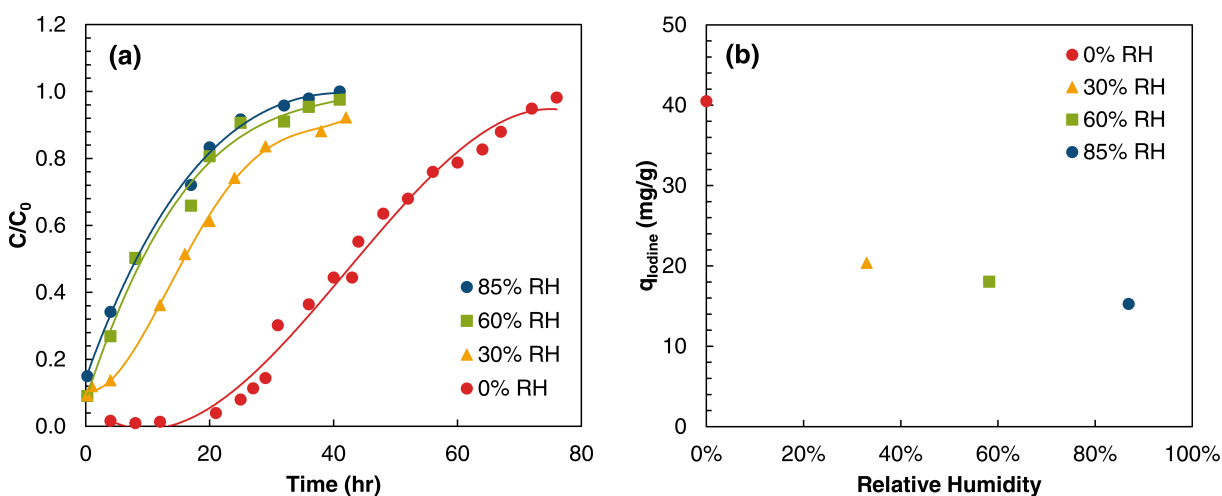 (a)
C/C0
1.2
1.0
0.8
0.6
0.4
0.2
0.0
85% RH
60% RH
30% RH
0% RH
0
20
40
60
80
Time (hr)
(b)
qIodine (mg/g)
50
40
30
20
10
0
0% RH
30% RH
60% RH
85% RH
0%
20%
40%
60%
80%
100%
Relative Humidity